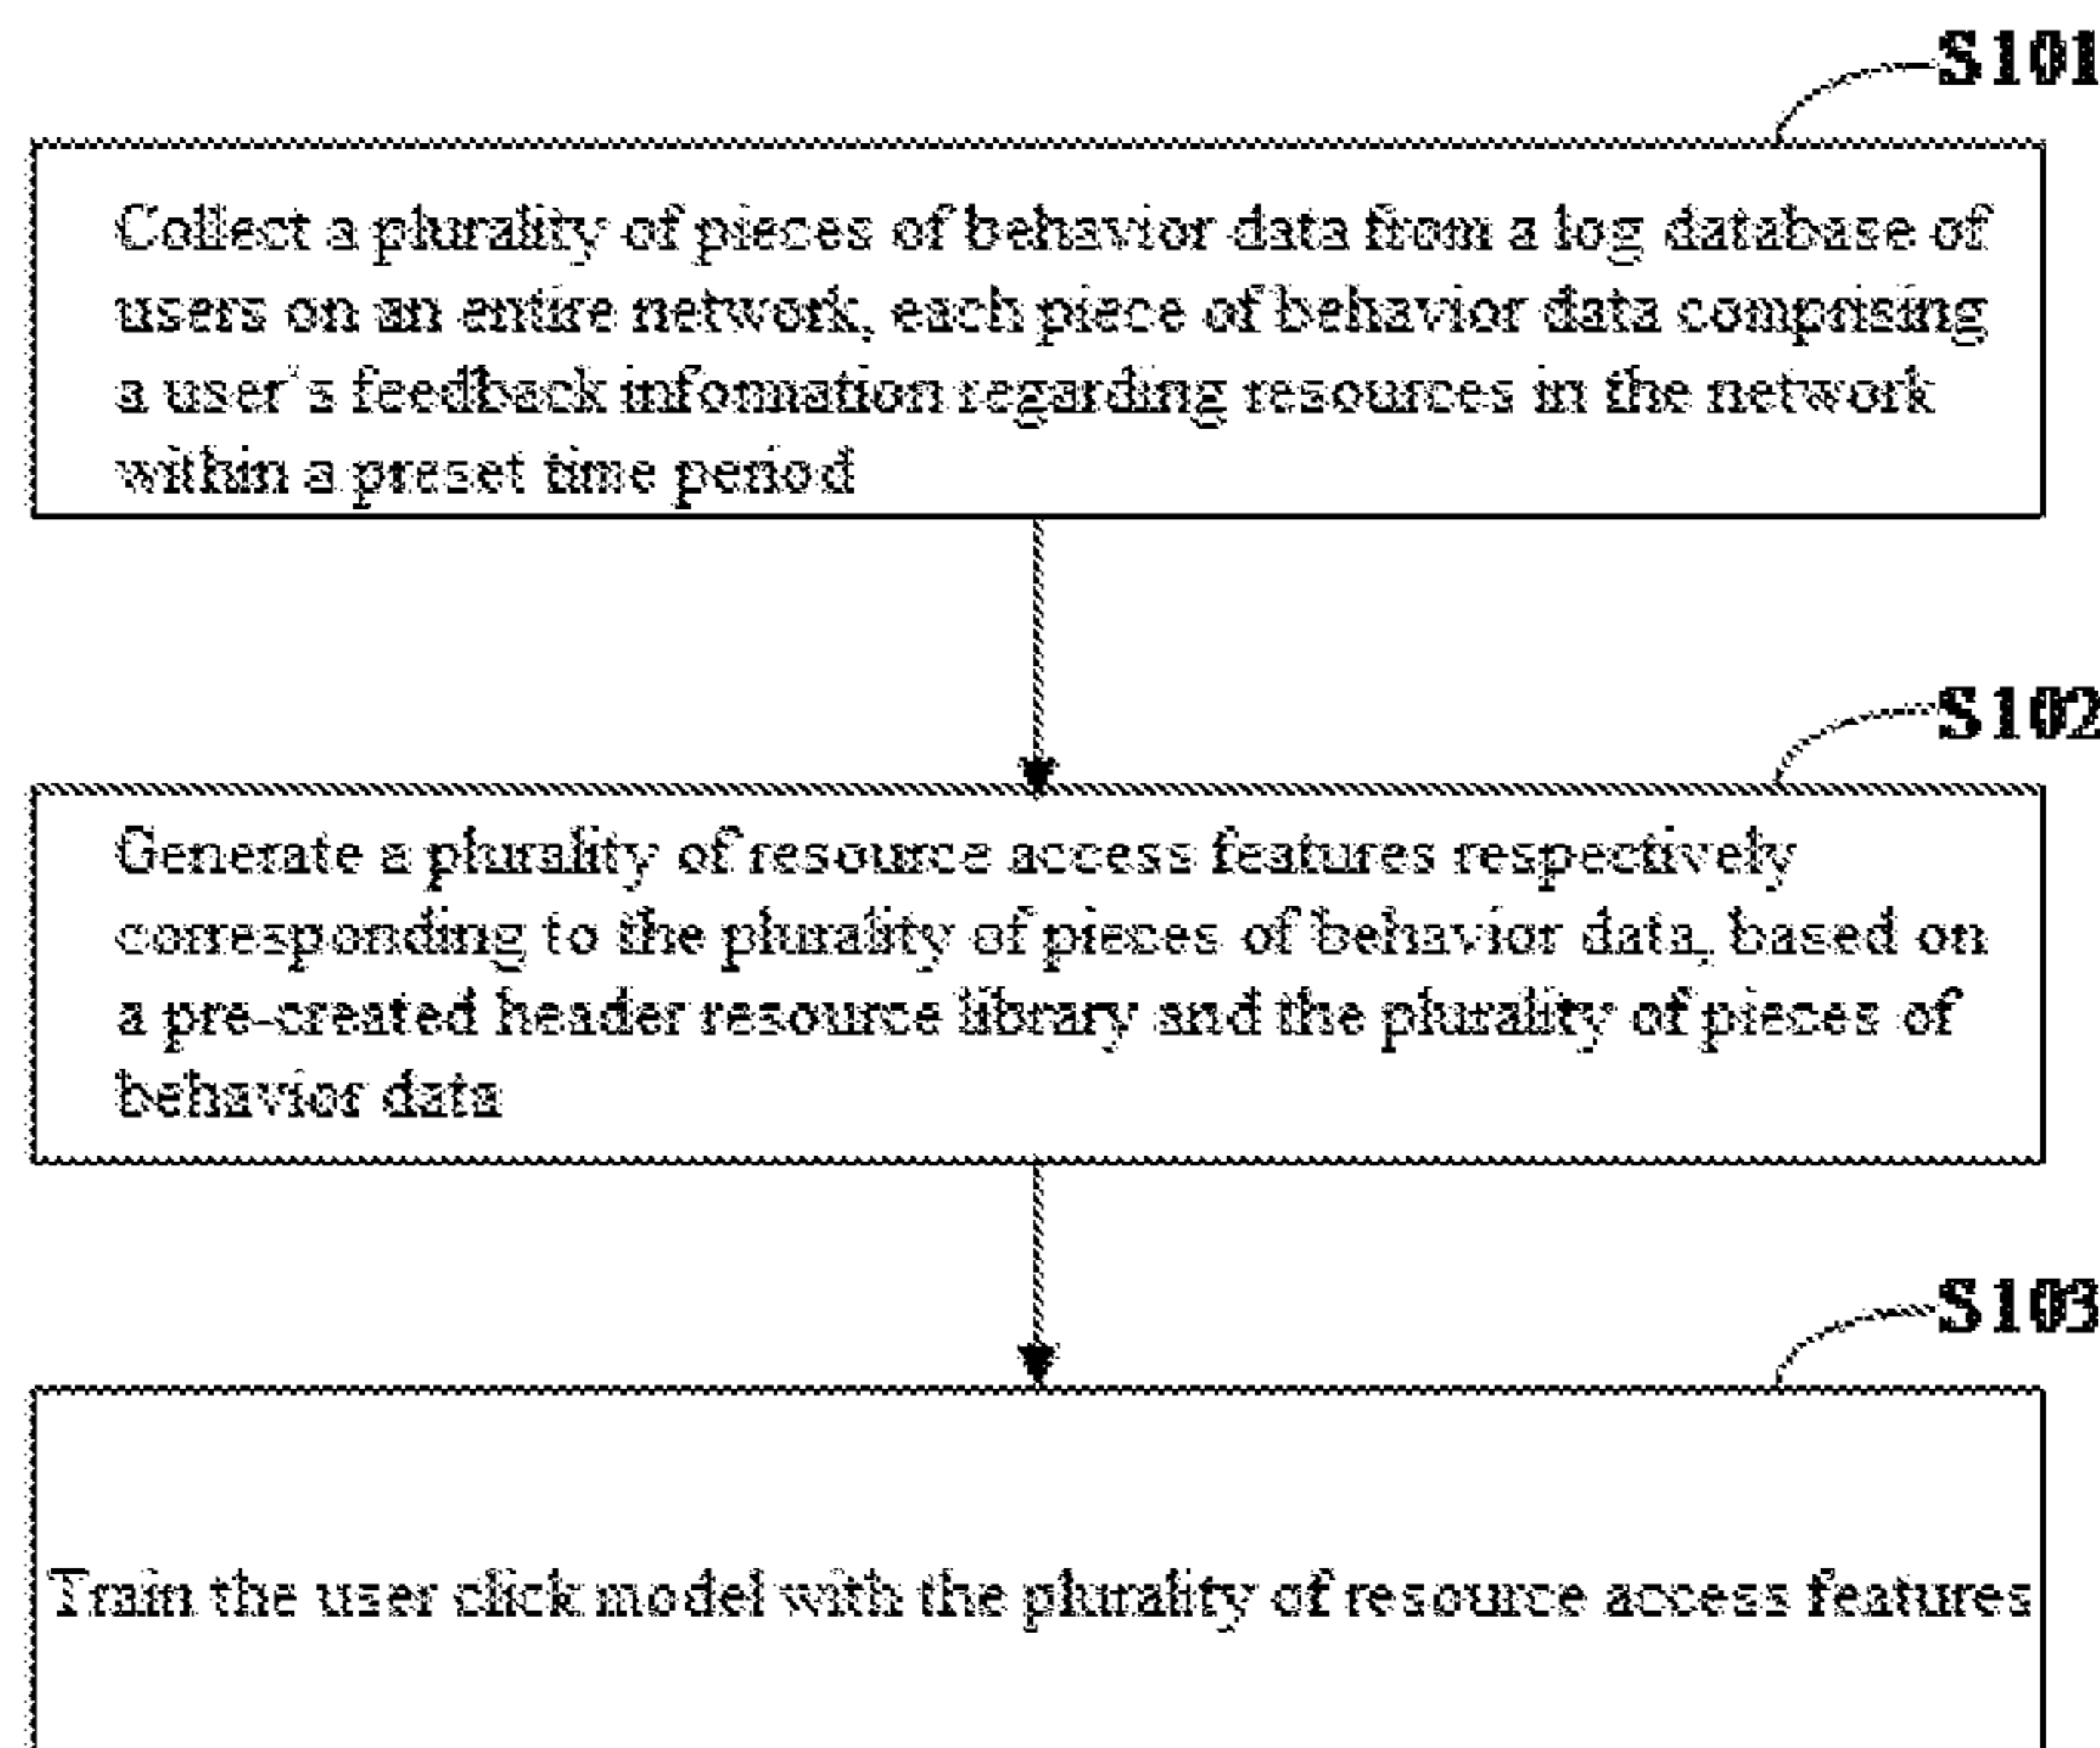 S101
Collect a plurality of pieces of behavior data from a log database of
users on an entire network, each piece of behavior data comprising
a user's feedback information regarding resources in the network
within a preset time period
S102
Generate a plurality of resource access features respectively
corresponding to the plurality of pieces of behavior data, based on
a pre-created header resource library and the plurality of pieces of
behavior data
S103
Train the user click model with the plurality of resource access features